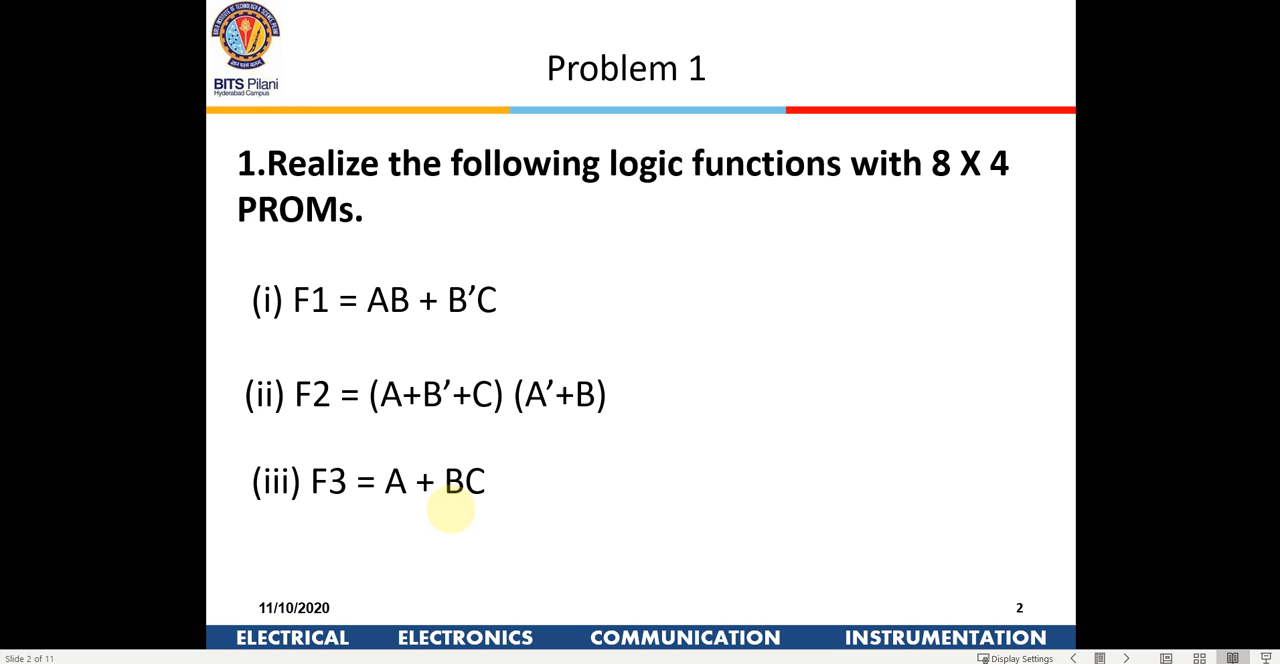 BITS Pilani
Hyderabad Campus
Problem 1
1.Realize the following logic functions with 8 X 4
PROMs.
(i) F1 = AB + B’C
(ii) F2 = (A+B’+C) (A’+B)
(iii) F3 = A + BC
11/10/2020
2
ELECTRICAL ELECTRONICS COMMUNICATION INSTRUMENTATION
Slide 2 of 11
Display Settings